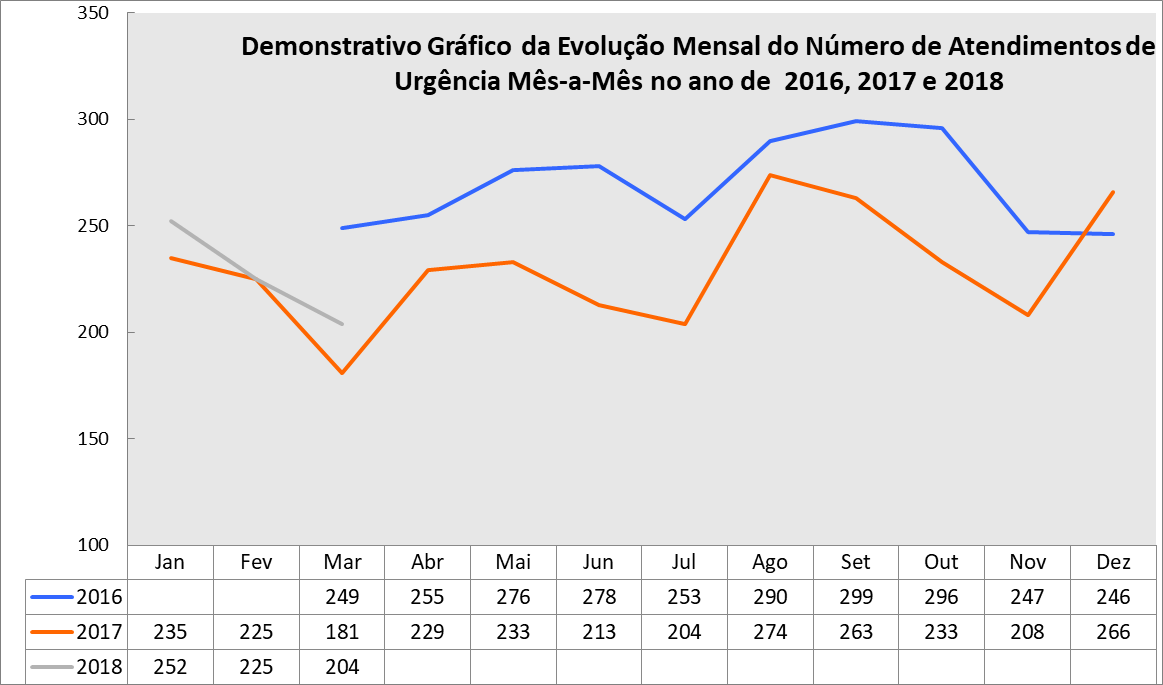 350
Demonstrativo Gráfico da Evolução Mensal do Número de Atendimentos de
Urgência Mês-a-Mês no ano de 2016, 2017 e 2018
300
250
200
150
100
Jan Fev Mar Abr Mai Jun Jul Ago Set Out Nov Dez
2016 249 255 276 278 253 290 299 296 247 246
2017 235 225 181 229 233 213 204 274 263 233 208 266
2018 252 225 204